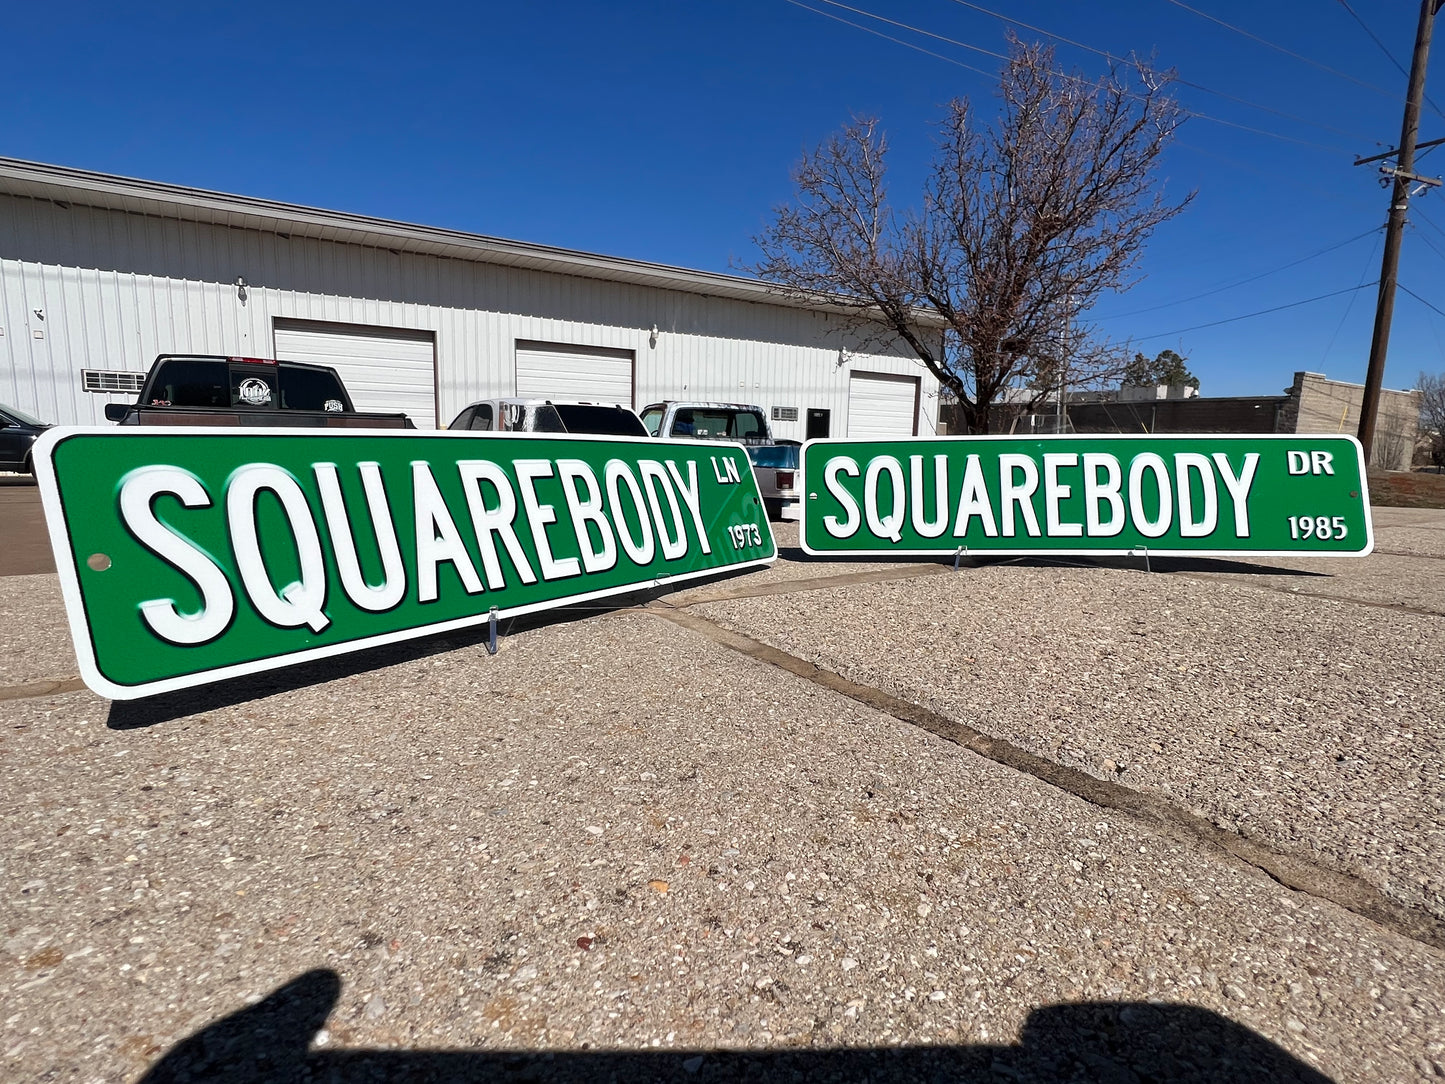 SQUAREBODY LN
1973
SQUAREBODY DR
1985